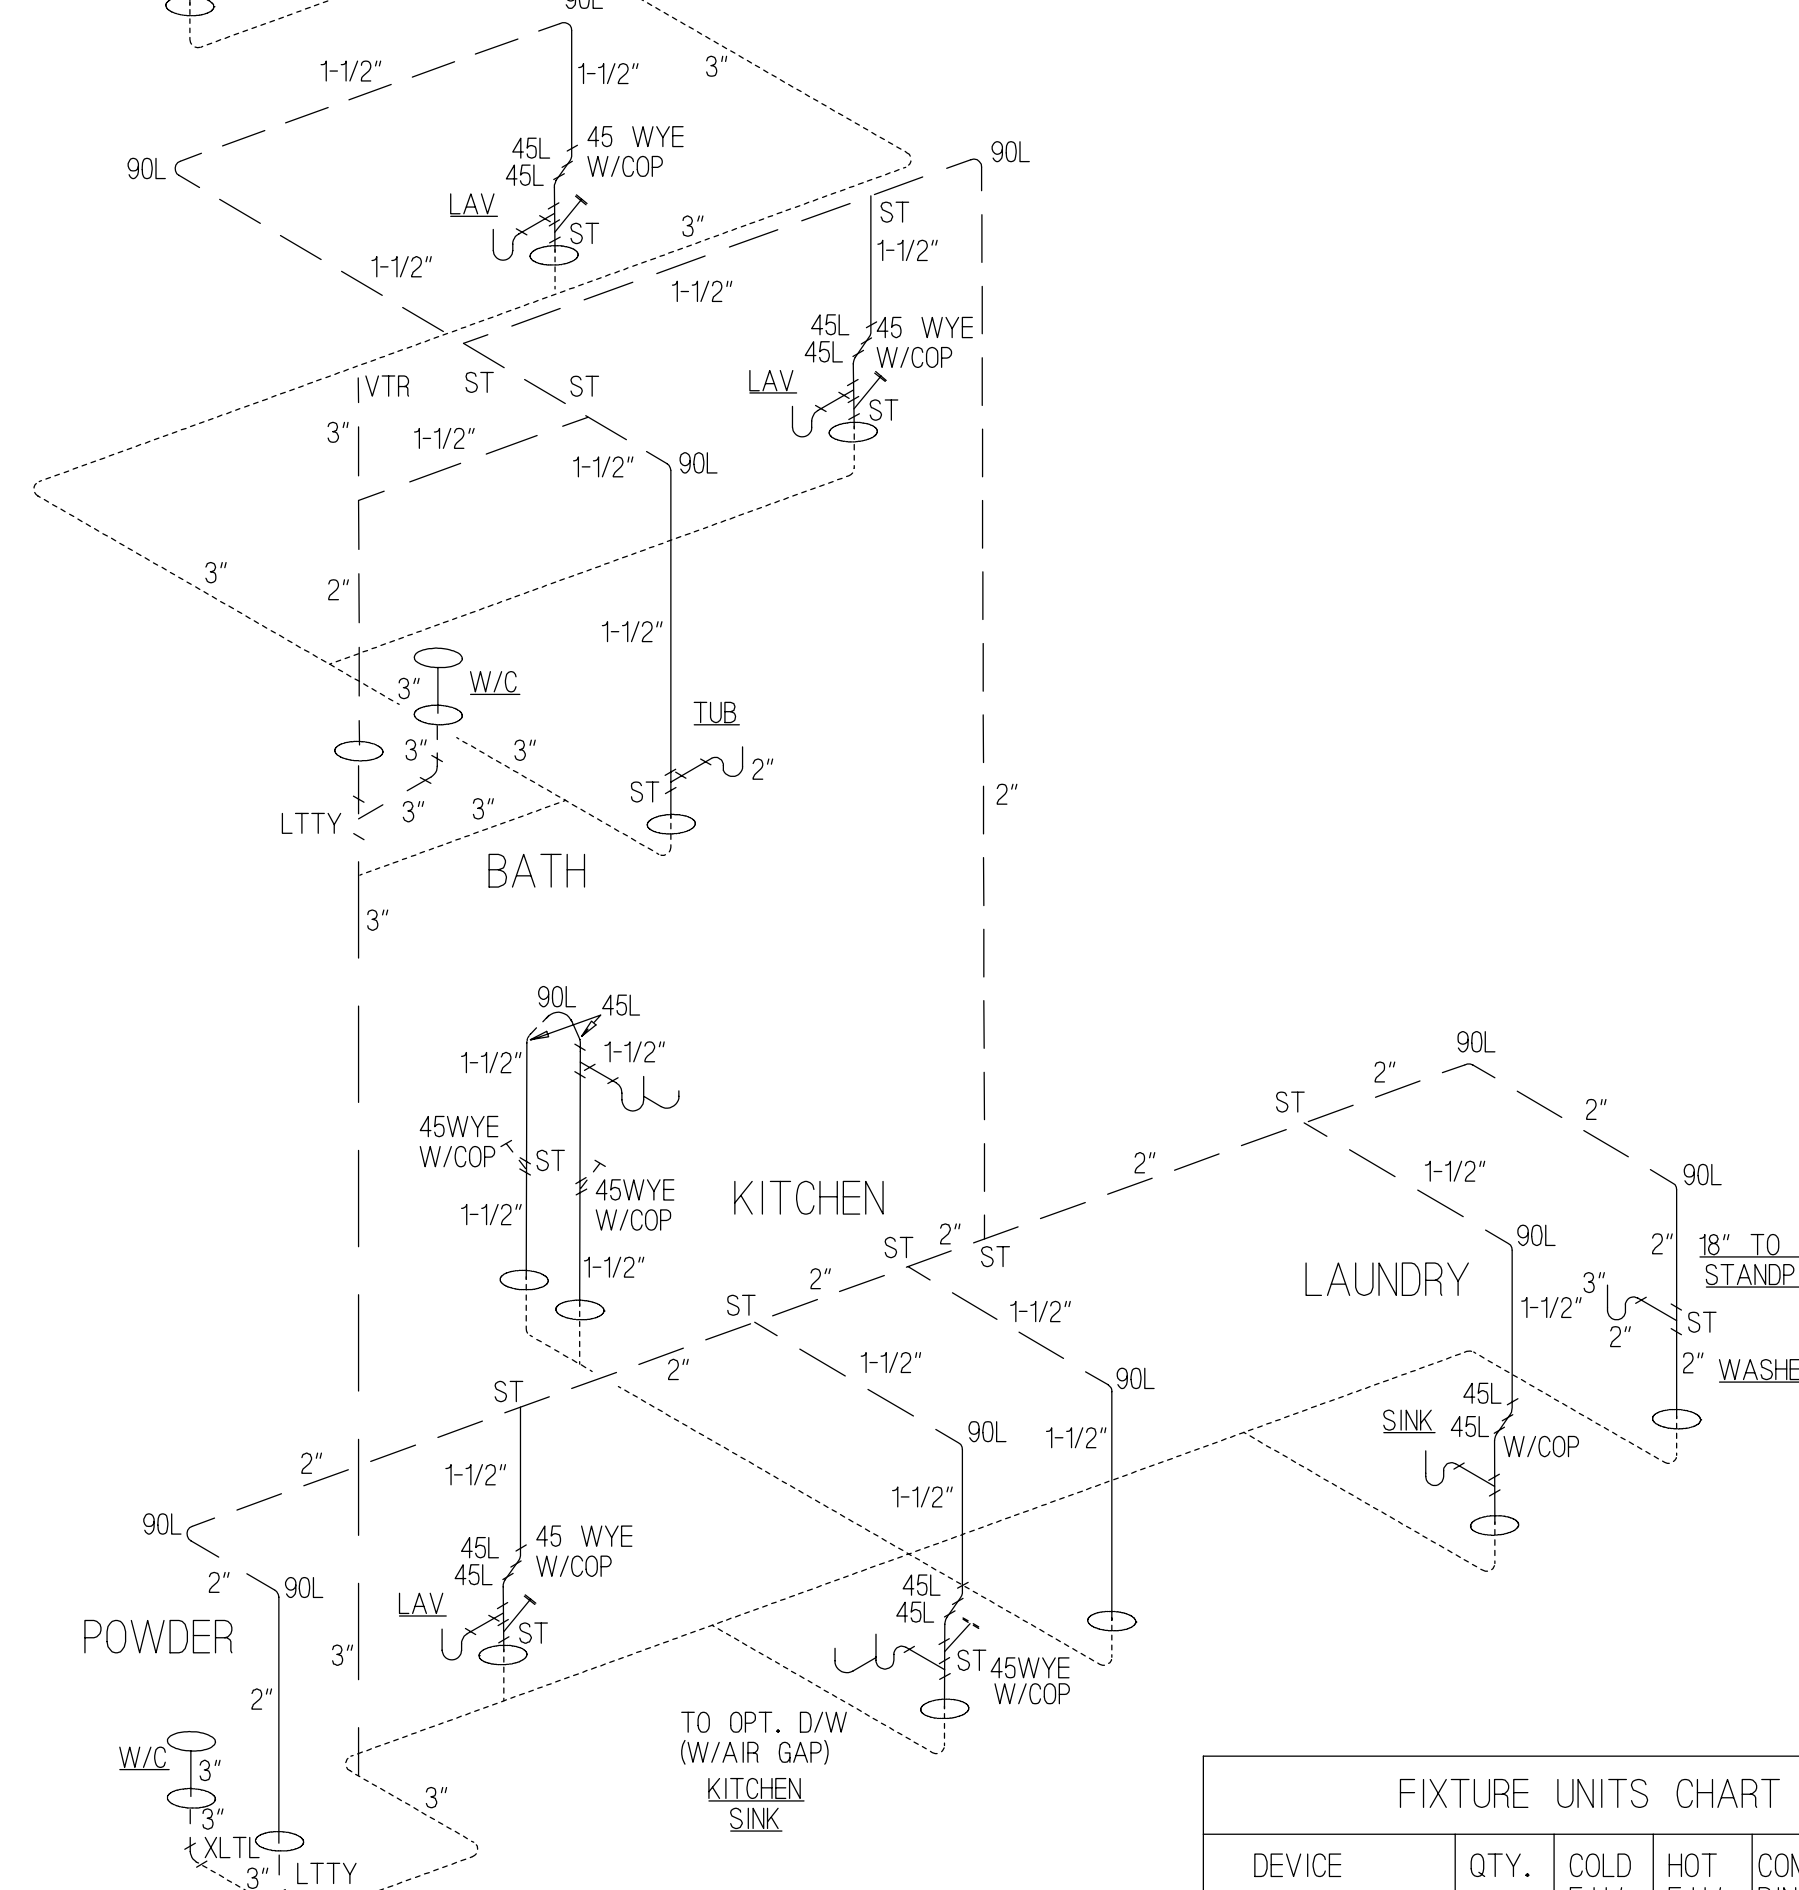 90L
1-1/2"
1-1/2"
3"
45L
45 WYE
45L
W/COP
90L
90L
LAV
ST
3"
ST
1-1/2"
1-1/2"
1-1/2"
45L
45 WYE
45L
W/COP
VTR
ST
ST
LAV
ST
3"
1-1/2"
1-1/2"
90L
3"
2"
1-1/2"
3"
W/C
TUB
3"
3"
ST
2"
2"
LTTY
3"
3"
BATH
3"
90L
45L
1-1/2"
1-1/2"
90L
2"
2"
ST
45WYE
W/COP
ST
45WYE
W/COP
KITCHEN
2"
1-1/2"
90L
1-1/2"
1-1/2"
ST
2"
ST
90L
2"
18" TO
STANDP
LAUNDRY
3"
1-1/2"
2"
ST
2"
ST
1-1/2"
2"
1-1/2"
2"
WASHE
ST
90L
45L
SINK
45L
W/COP
90L
1-1/2"
2"
1-1/2"
1-1/2"
90L
45L
45 WYE
45L
W/COP
2"
90L
LAV
ST
45L
45L
POWDER
3"
ST
45WYE
W/COP
2"
TO OPT. D/W
(W/AIR GAP)
KITCHEN
SINK
W/C
3"
3"
3"
XLTL
3"
LTTY
FIXTURE UNITS CHART
DEVICE
QTY.
COLD
HOT